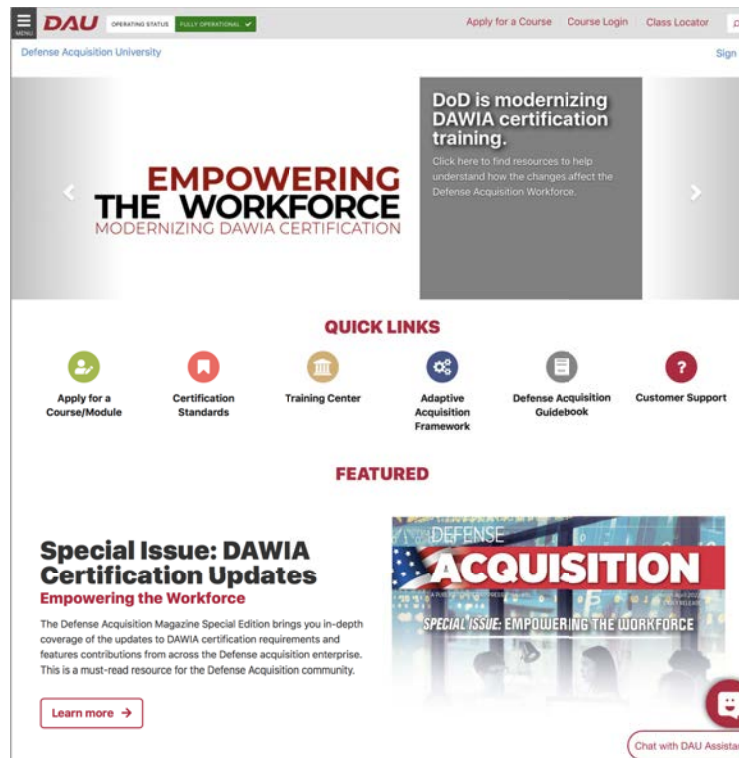 MENU
DAU OPERATING STATUS FULLY OPERATIONAL
Apply for a Course Course Login Class Locator
Defense Acquisition University
Sign
EMPOWERING
THE WORKFORCE
MODERNIZING DAWIA CERTIFICATION
DoD is modernizing
DAWIA certification
training.
Click here to find resources to help
understand how the changes affect the
Defense Acquisition Workforce.
QUICK LINKS
Apply for a
Course/Module
Certification
Standards
Training Center
Adaptive
Acquisition
Framework
Defense Acquisition
Guidebook
?
Customer Support
FEATURED
Special Issue: DAWIA
Certification Updates
Empowering the Workforce
The Defense Acquisition Magazine Special Edition brings you in-depth
coverage of the updates to DAWIA certification requirements and
features contributions from across the Defense acquisition enterprise.
This is a must-read resource for the Defense Acquisition community.
Learn more →
DEFENSE
ACQUISITION
SPECIAL ISSUE: EMPOWERING THE WORKFORCE
Chat with DAU Assista